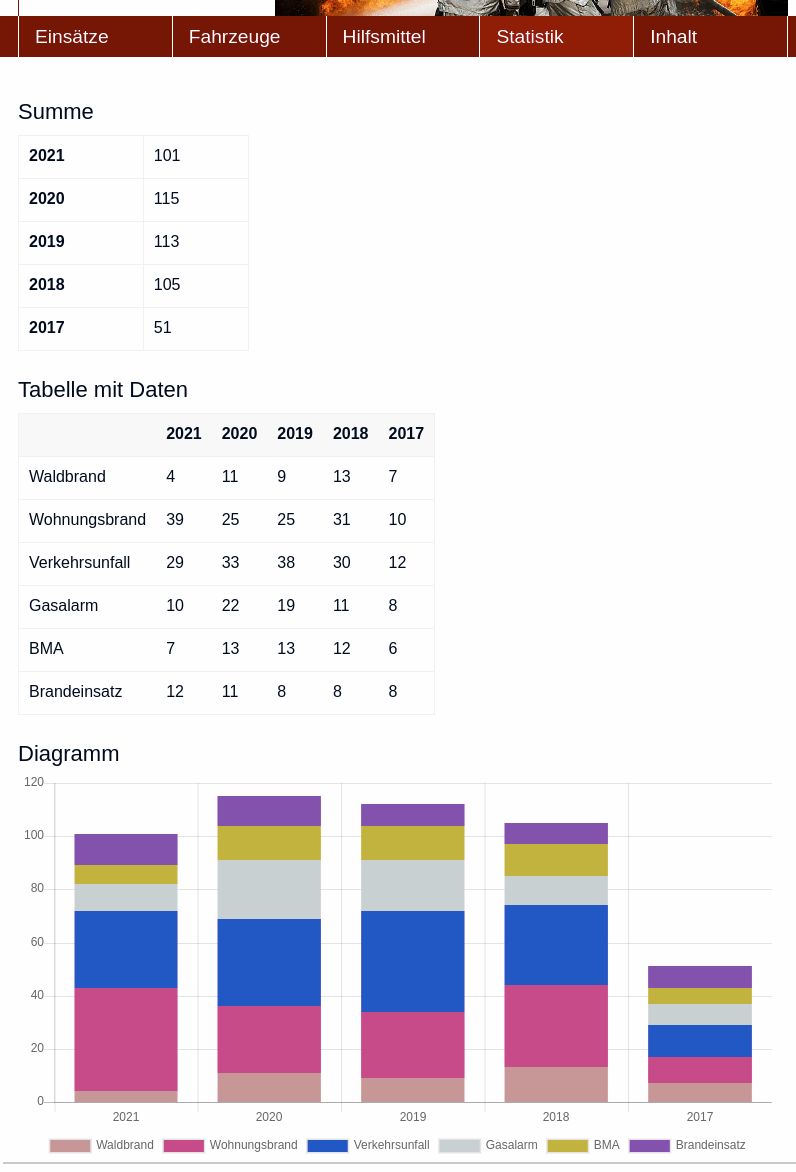 Einsätze Fahrzeuge Hilfsmittel Statistik Inhalt
Summe
2021 101
2020 115
2019 113
2018 105
2017 51
Tabelle mit Daten
2021 2020 2019 2018 2017
Waldbrand 4 11 9 13 7
Wohnungsbrand 39 25 25 31 10
Verkehrsunfall 29 33 38 30 12
Gasalarm 10 22 19 11 8
BMA 7 13 13 12 6
Brandeinsatz 12 11 8 8 8
Diagramm
120
100
80
60
40
20
0
2021 2020 2019 2018 2017
Waldbrand Wohnungsbrand Verkehrsunfall Gasalarm BMA Brandeinsatz